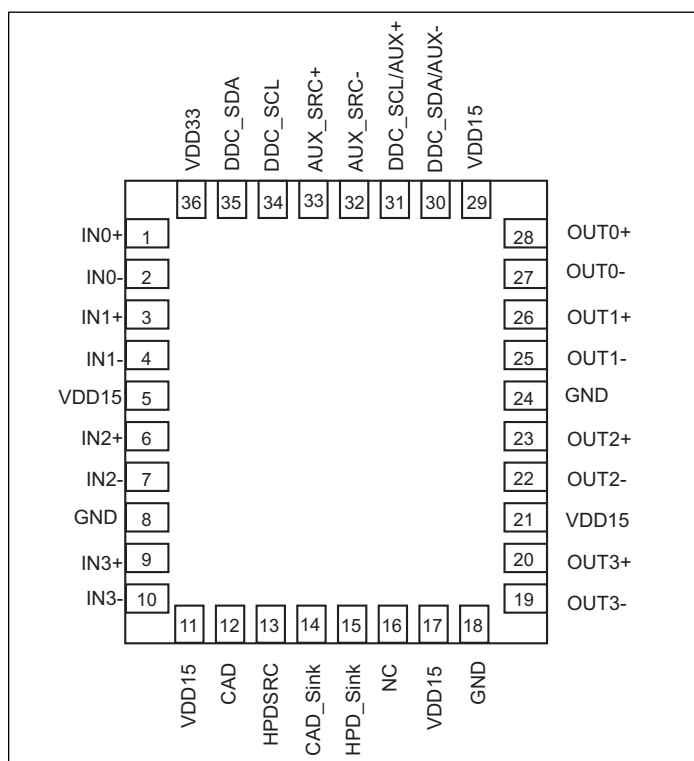 VDD33
DDC_SDA
DDC_SCL
AUX_SRC+
AUX_SRC-
DDC_SCL/AUX+
DDC_SDA/AUX-
VDD15
36 35 34 33 32 31 30 29
IN0+ 1 28 OUT0+
IN0- 2 27 OUT0-
IN1+ 3 26 OUT1+
IN1- 4 25 OUT1-
VDD15 5 24 GND
IN2+ 6 23 OUT2+
IN2- 7 22 OUT2-
GND 8 21 VDD15
IN3+ 9 20 OUT3+
IN3- 10 19 OUT3-
11 12 13 14 15 16 17 18
VDD15
CAD
HPDSRC
CAD_Sink
HPD_Sink
NC
VDD15
GND